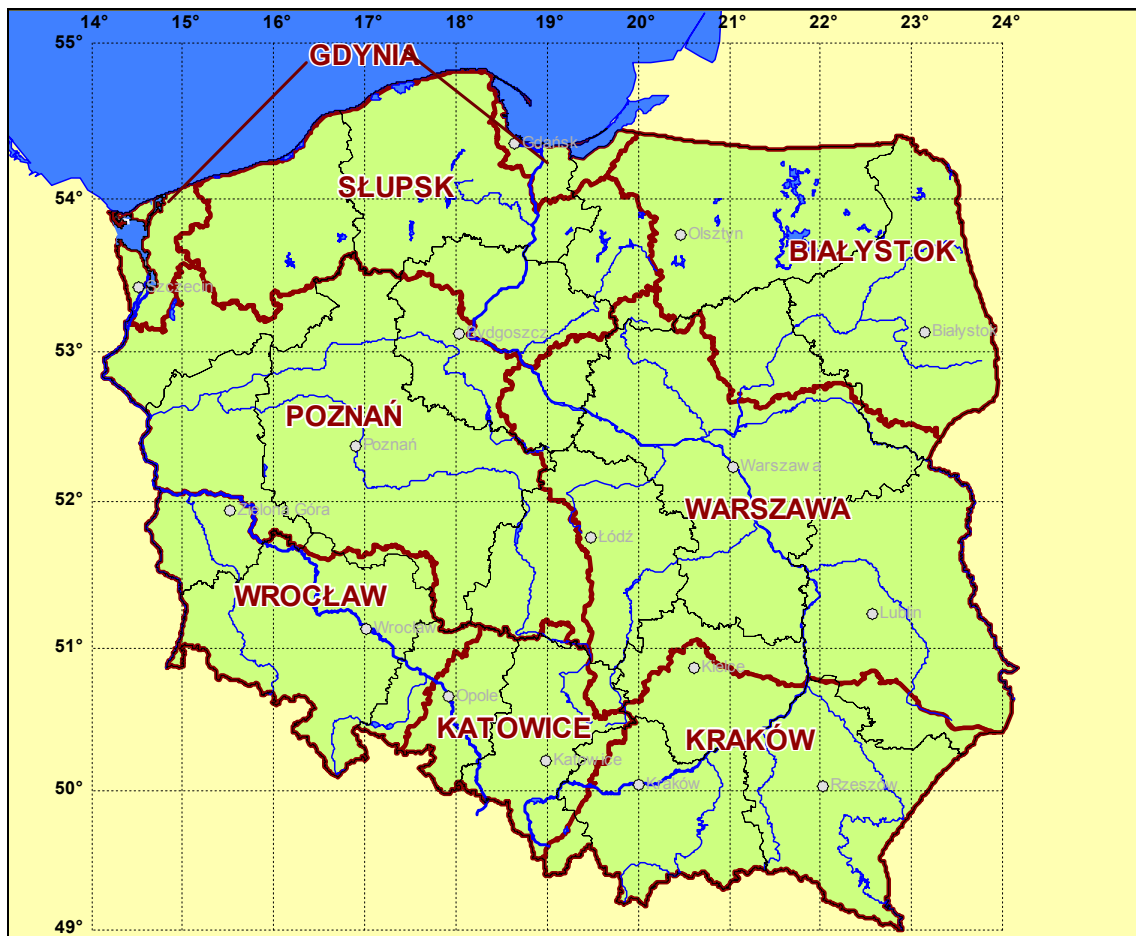 14° 15° 16° 17° 18° 19° 20° 21° 22° 23° 24°
55°
GDYNIA
Gdańsk
SŁUPSK
54°
Olsztyn
BIAŁYSTOK
Szczecin
Bydgoszcz
Białystok
53°
POZNAŃ
Poznań
Warszawa
52°
Zielona Góra
WARSZAWA
Łódź
WROCŁAW
Lublin
Wrocław
51°
Kielce
Opole
KATOWICE
KRAKÓW
Katowice
50°
Kraków
Rzeszów
49°